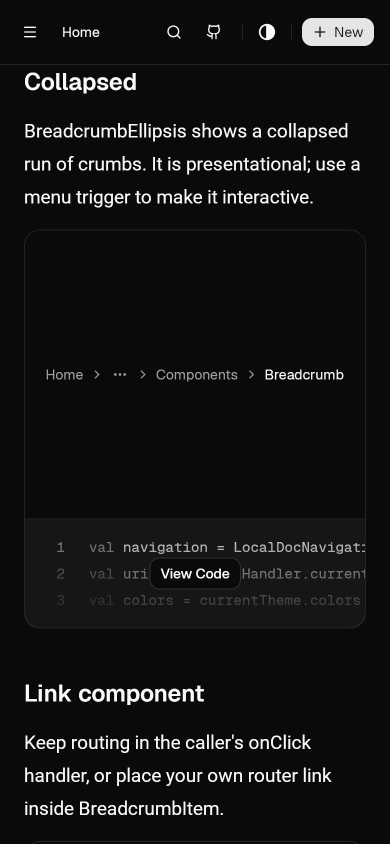 Home
New
Collapsed
BreadcrumbEllipsis shows a collapsed
run of crumbs. It is presentational; use a
menu trigger to make it interactive.
Home > ··· > Components > Breadcrumb
1 val navigation = LocalDocNavigati
2 val uri View Code Handler.current
3 val colors = currentTheme.colors
Link component
Keep routing in the caller's onClick
handler, or place your own router link
inside BreadcrumbItem.